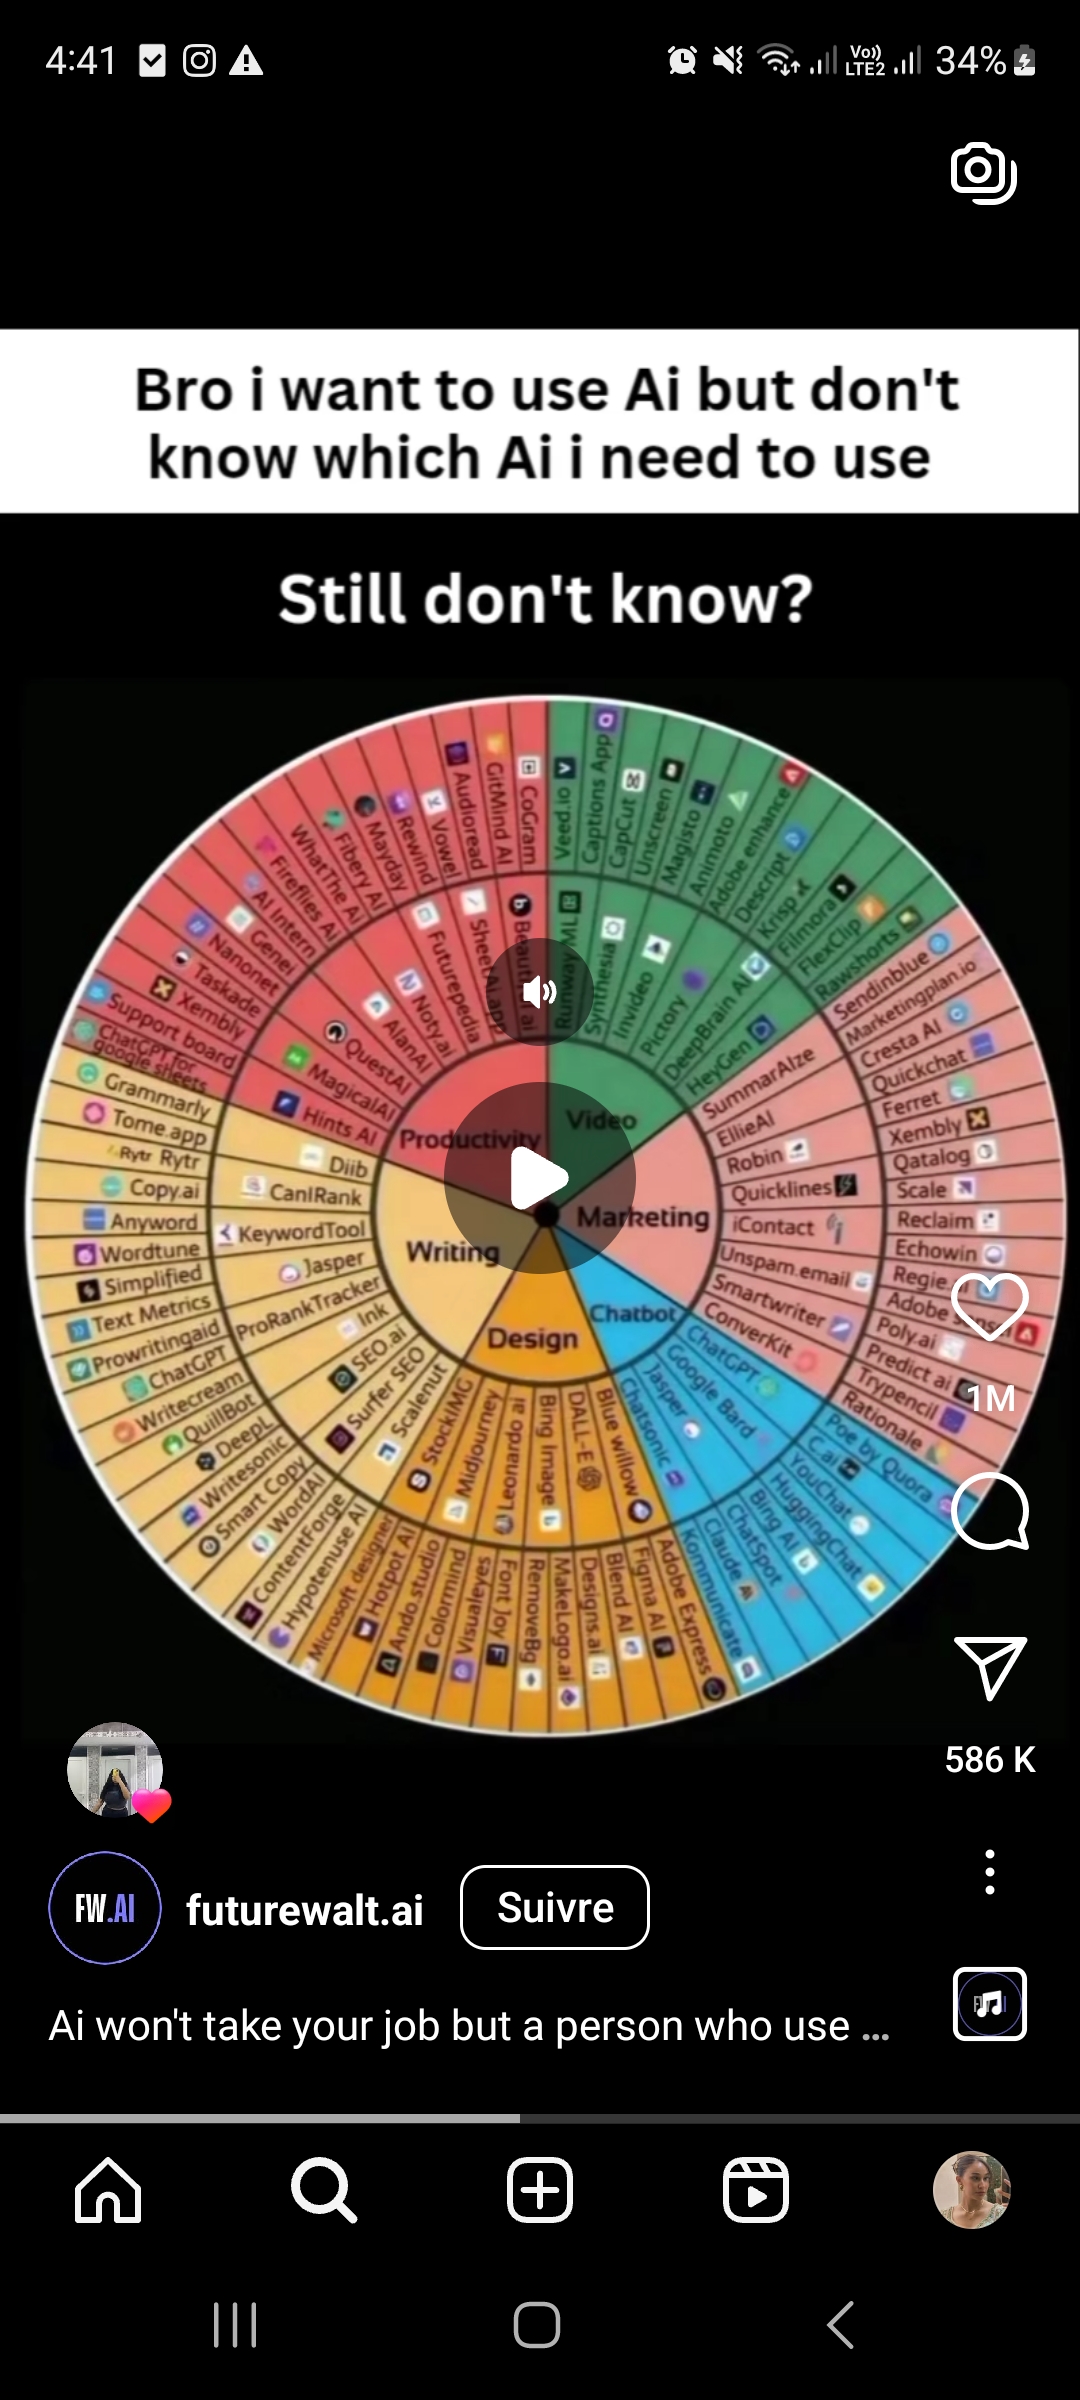 4:41
Vo))
LTE2
34%
Bro i want to use Ai but don't
know which Ai i need to use
Still don't know?
Productivity
Video
Marketing
Chatbot
Design
Writing
Hints AI
MagicalAI
QuestAI
AlanAI
Noty.ai
Futurepedia
SheetAI.app
ChatGPT for
google sheets
Support board
Xembly
Taskade
Nanonet
Genei
AI Intern
Fireflies AI
WhatThe AI
Fibery AI
Mayday
Rewind
Vowel
Audioread
GitMind AI
CoGram
Runway ML
Synthesia
Invideo
Pictory
DeepBrain AI
HeyGen
Veed.io
Captions App
CapCut
Unscreen
Magisto
Animoto
Adobe enhance
Descript
Krisp
Filmora
FlexClip
Rawshorts
SummarAIze
EllieAI
Robin
Quicklines
iContact
Unspam.email
Smartwriter
ConverKit
Sendinblue
Marketingplan.io
Cresta AI
Quickchat
Ferret
Xembly
Qatalog
Scale
Reclaim
Echowin
Adobe
Poly.ai
Predict ai
Trypencil
Rationale
ChatGPT
Google Bard
Jasper
Chatsonic
Poe by Quora
C.ai
YouChat
HuggingChat
Bing AI
ChatSpot
Claude
Kommunicate
Blue willow
DALL-E
Bing Image
Leonardo ai
Midjourney
StockIMG
Adobe Express
Figma AI
Blend AI
Designs.ai
MakeLogo.ai
RemoveBg
Font Joy
Visualeyes
Colormind
Ando.studio
Hotpot AI
Microsoft designer
Diib
CanIRank
KeywordTool
Jasper
ProRankTracker
Ink
SEO.ai
Surfer SEO
Scalenut
Grammarly
Tome.app
Rytr Rytr
Copy.ai
Anyword
Wordtune
Simplified
Text Metrics
Prowritingaid
ChatGPT
Writecream
QuillBot
DeepL
Writesonic
Smart Copy
WordAI
ContentForge
Hypotenuse AI
1M
586 K
FW.AI
futurewalt.ai
Suivre
Ai won't take your job but a person who use ...